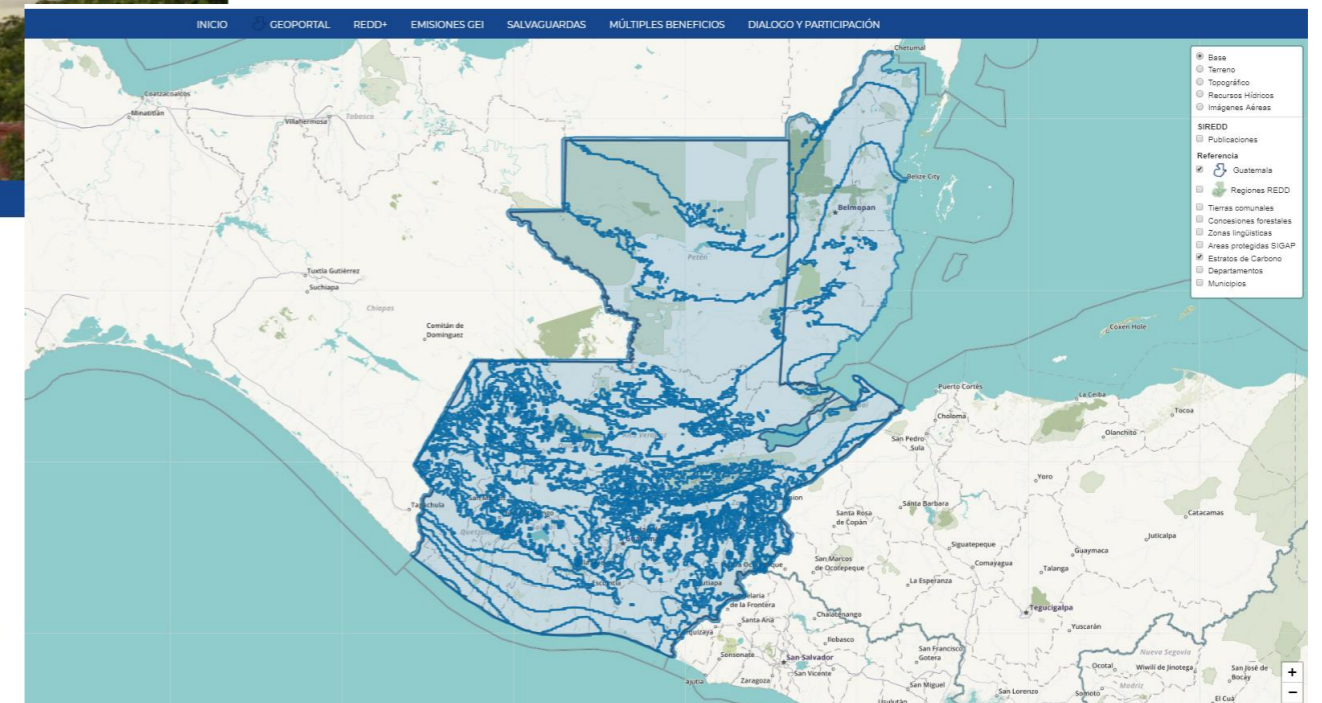 INICIO GEOPORTAL REDD+ EMISIONES GEI SALVAGUARDAS MÚLTIPLES BENEFICIOS DIALOGO Y PARTICIPACIÓN
Base
Terreno
Topográfico
Recursos Hídricos
Imágenes Aéreas
SIREDD
Publicaciones
Referencia
Guatemala
Regiones REDD
Tierras comunales
Concesiones forestales
Zonas lingüísticas
Areas protegidas SIGAP
Estratos de Carbono
Departamentos
Municipios
Chetumal
Coatzacoalcos
Minatitlán
Villahermosa
Tabasco
Belize City
Belmopan
Petén
Tuxtla Gutiérrez
Suchiapa
Chiapas
Comitán de
Domínguez
Coxen Hole
Puerto Cortés
La Ceiba
Tocoa
Choloma
Olanchito
San Pedro
Sula
Yoro
Tapachula
Santa Barbara
Santa Rosa
de Copán
Catacamas
Juticalpa
Siguatepeque
Guaymaca
San Marcos
de Ocotepeque
Comayagua
Talanga
La Esperanza
de la Frontera
Chalatenango
Tegucigalpa
Santa Ana
Yuscarán
Ilobasco
San Francisco
Gotera
Nueva Segovia
Sonsonate
San Salvador
San Vicente
Ocotal
Wiwilí de Jinotega
San José de
Bocay
Zaragoza
San Miguel
San Lorenzo
Somoto
Madriz
El Cuá
Usulután
+
−